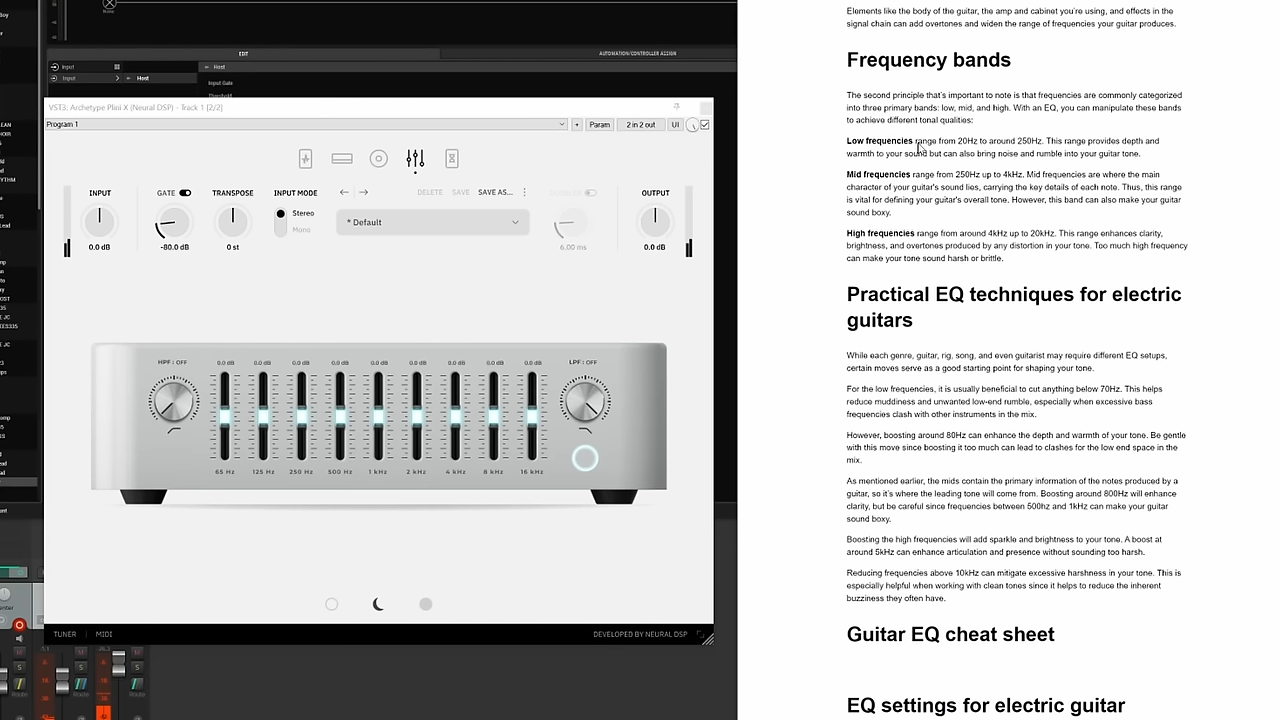 EDIT
AUTOMATION/CONTROLLER ASSIGN
Input
Host
Input
Host
Input Gate
VST3: Archetype Plini X (Neural DSP) - Track 1 [2/2]
Program 1
+
Param
2 in 2 out
UI
INPUT
GATE
TRANSPOSE
INPUT MODE
DELETE
SAVE
SAVE AS...
OUTPUT
Stereo
Mono
* Default
0.0 dB
-80.0 dB
0 st
6.00 ms
0.0 dB
HPF : OFF
0.0 dB
0.0 dB
0.0 dB
0.0 dB
0.0 dB
0.0 dB
0.0 dB
0.0 dB
0.0 dB
LPF : OFF
65 Hz
125 Hz
250 Hz
500 Hz
1 kHz
2 kHz
4 kHz
8 kHz
16 kHz
TUNER
MIDI
DEVELOPED BY NEURAL DSP
Elements like the body of the guitar, the amp and cabinet you're using, and effects in the
signal chain can add overtones and widen the range of frequencies your guitar produces.
Frequency bands
The second principle that's important to note is that frequencies are commonly categorized
into three primary bands: low, mid, and high. With an EQ, you can manipulate these bands
to achieve different tonal qualities:
Low frequencies range from 20Hz to around 250Hz. This range provides depth and
warmth to your sound but can also bring noise and rumble into your guitar tone.
Mid frequencies range from 250Hz up to 4kHz. Mid frequencies are where the main
character of your guitar's sound lies, carrying the key details of each note. Thus, this range
is vital for defining your guitar's overall tone. However, this band can also make your guitar
sound boxy.
High frequencies range from around 4kHz up to 20kHz. This range enhances clarity,
brightness, and overtones produced by any distortion in your tone. Too much high frequency
can make your tone sound harsh or brittle.
Practical EQ techniques for electric
guitars
While each genre, guitar, rig, song, and even guitarist may require different EQ setups,
certain moves serve as a good starting point for shaping your tone.
For the low frequencies, it is usually beneficial to cut anything below 70Hz. This helps
reduce muddiness and unwanted low-end rumble, especially when excessive bass
frequencies clash with other instruments in the mix.
However, boosting around 80Hz can enhance the depth and warmth of your tone. Be gentle
with this move since boosting it too much can lead to clashes for the low end space in the
mix.
As mentioned earlier, the mids contain the primary information of the notes produced by a
guitar, so it's where the leading tone will come from. Boosting around 800Hz will enhance
clarity, but be careful since frequencies between 500hz and 1kHz can make your guitar
sound boxy.
Boosting the high frequencies will add sparkle and brightness to your tone. A boost at
around 5kHz can enhance articulation and presence without sounding too harsh.
Reducing frequencies above 10kHz can mitigate excessive harshness in your tone. This is
especially helpful when working with clean tones since it helps to reduce the inherent
buzziness they often have.
Guitar EQ cheat sheet
EQ settings for electric guitar